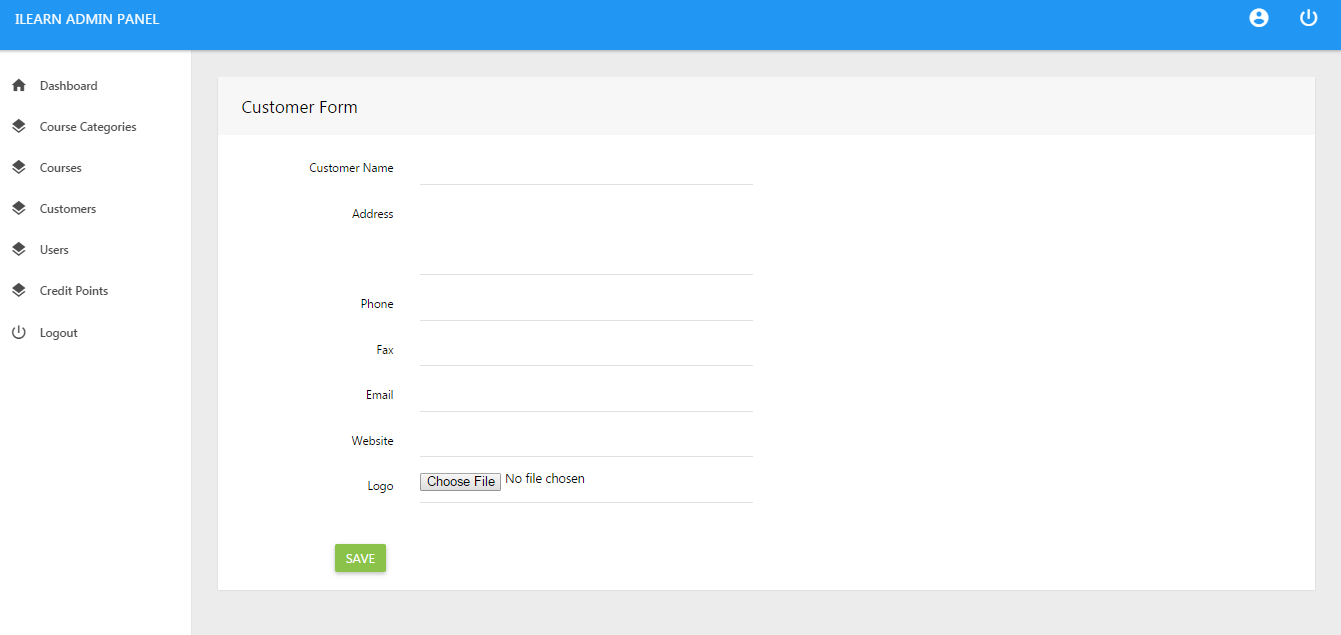 ILEARN ADMIN PANEL
Dashboard
Course Categories
Courses
Customers
Users
Credit Points
Logout
Customer Form
Customer Name
Address
Phone
Fax
Email
Website
Logo Choose File No file chosen
SAVE